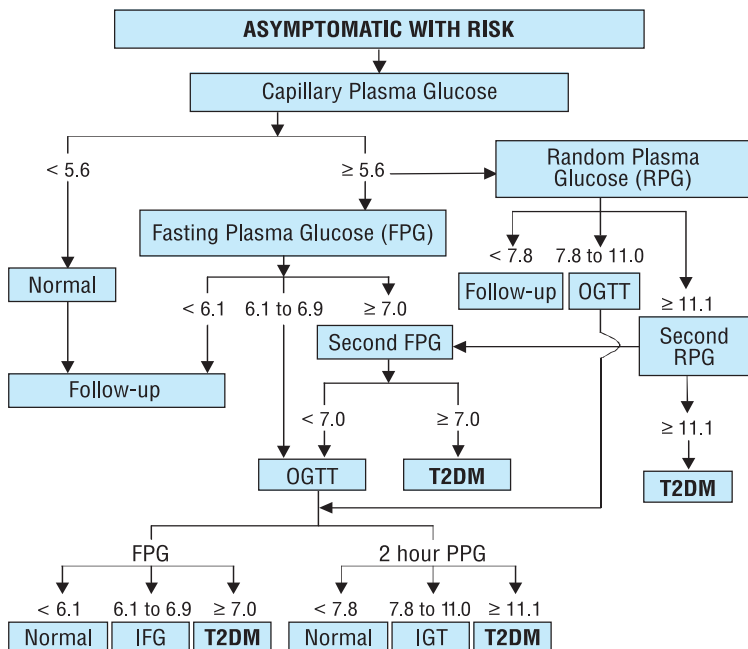 ASYMPTOMATIC WITH RISK
Capillary Plasma Glucose
< 5.6
≥ 5.6
Random Plasma
Glucose (RPG)
Fasting Plasma Glucose (FPG)
< 7.8
7.8 to 11.0
≥ 11.1
Normal
Follow-up
OGTT
< 6.1
6.1 to 6.9
≥ 7.0
Second FPG
Second
RPG
Follow-up
< 7.0
≥ 7.0
≥ 11.1
OGTT
T2DM
T2DM
FPG
2 hour PPG
< 6.1
6.1 to 6.9
≥ 7.0
< 7.8
7.8 to 11.0
≥ 11.1
Normal
IFG
T2DM
Normal
IGT
T2DM